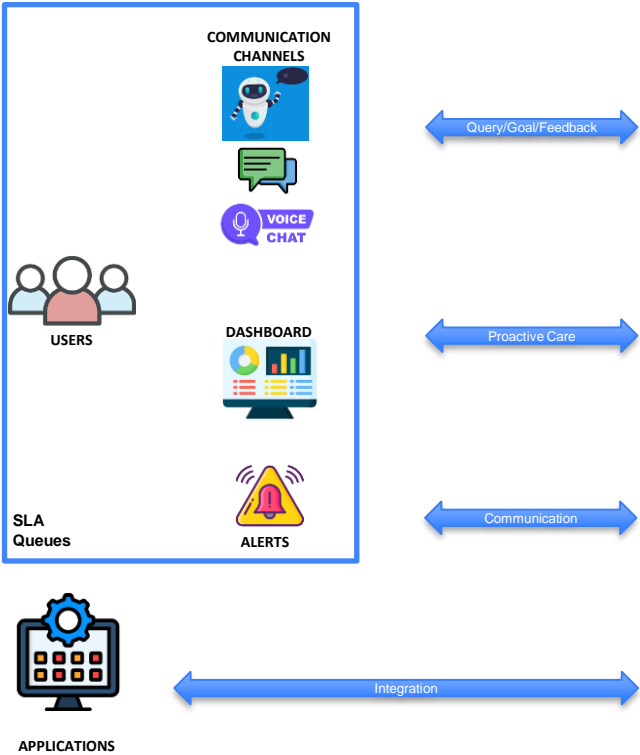 COMMUNICATION
CHANNELS
Query/Goal/Feedback
VOICE
CHAT
USERS
DASHBOARD
Proactive Care
SLA
Queues
ALERTS
Communication
Integration
APPLICATIONS